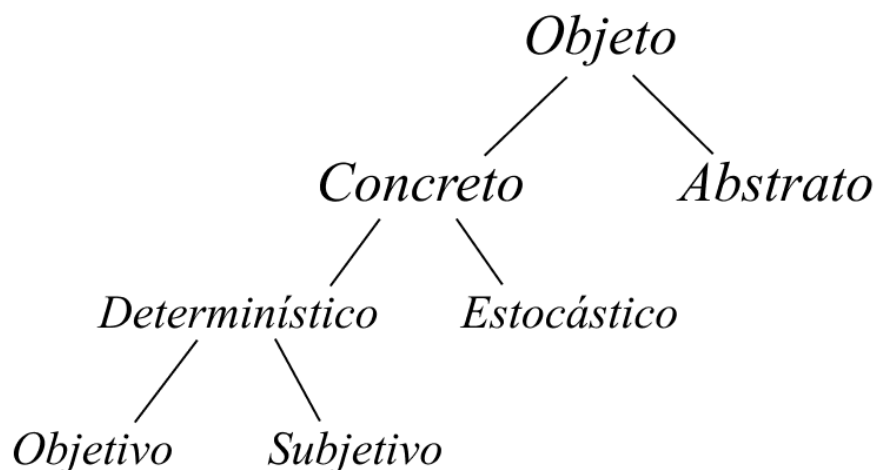 Objeto
Concreto Abstrato
Determinístico Estocástico
Objetivo Subjetivo